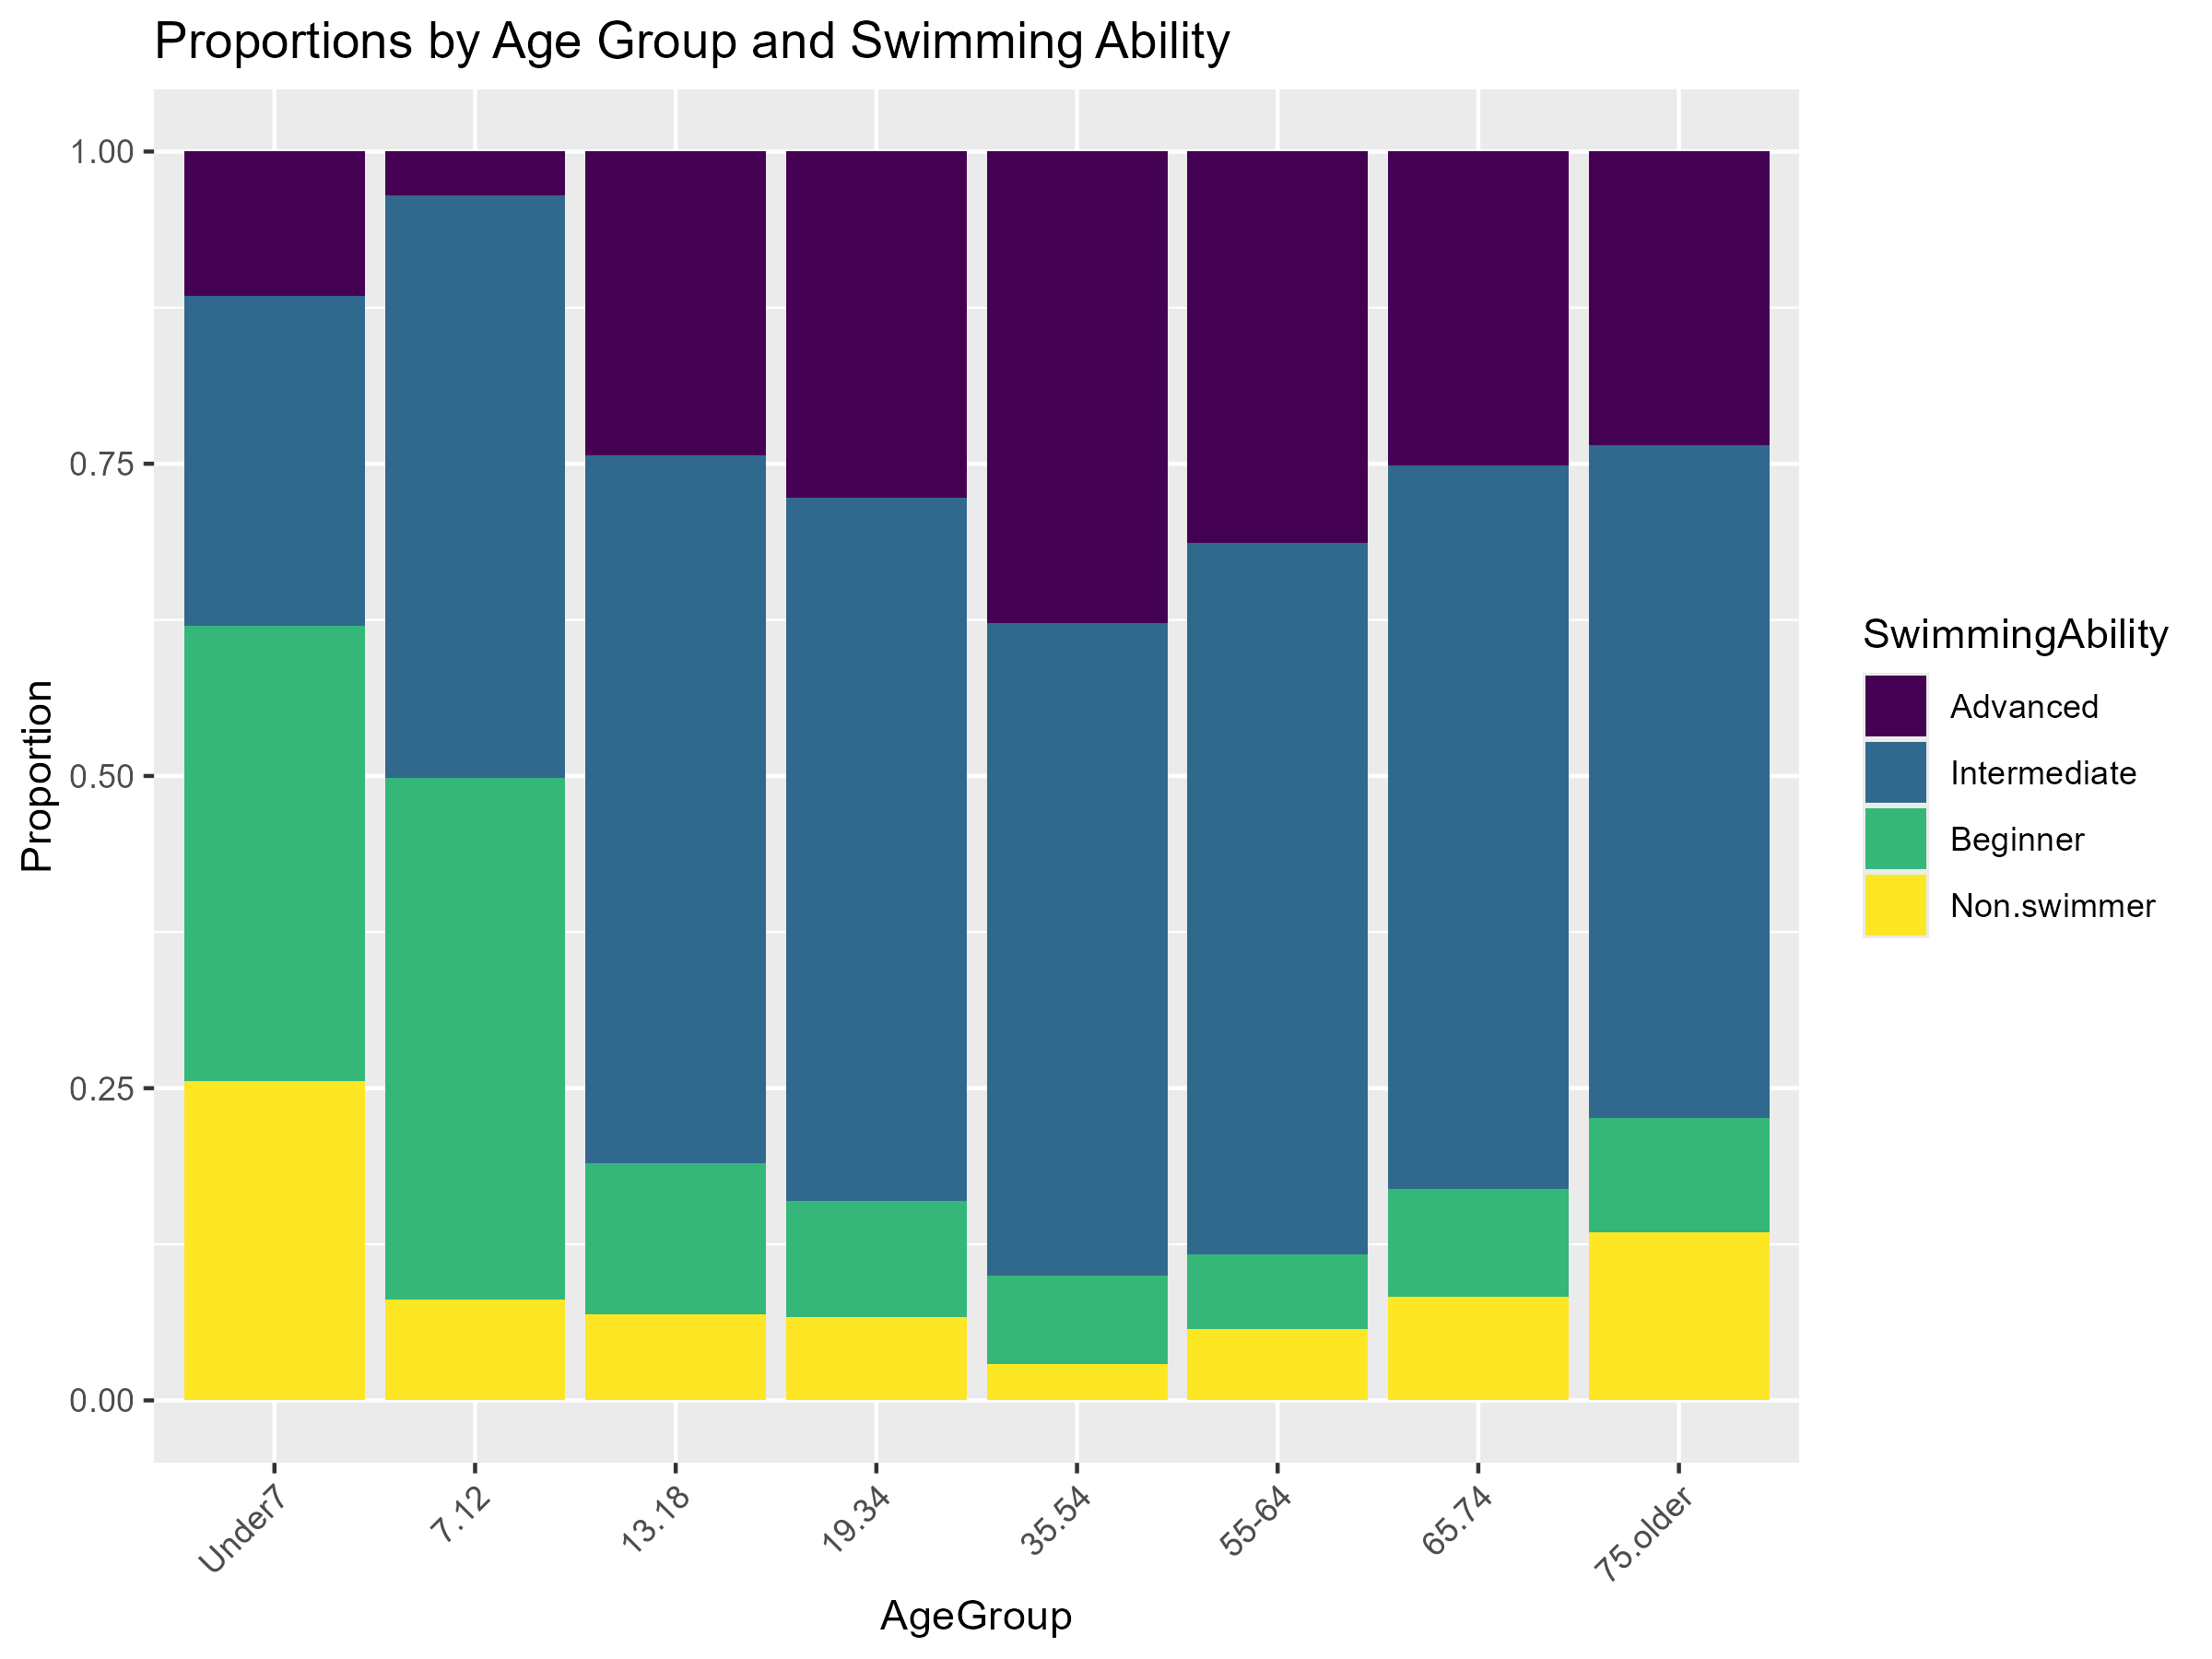 Proportions by Age Group and Swimming Ability
1.00
0.75
0.50
0.25
0.00
Proportion
Under7
7.12
13.18
19.34
35.54
55-64
65.74
75.older
AgeGroup
SwimmingAbility
Advanced
Intermediate
Beginner
Non.swimmer